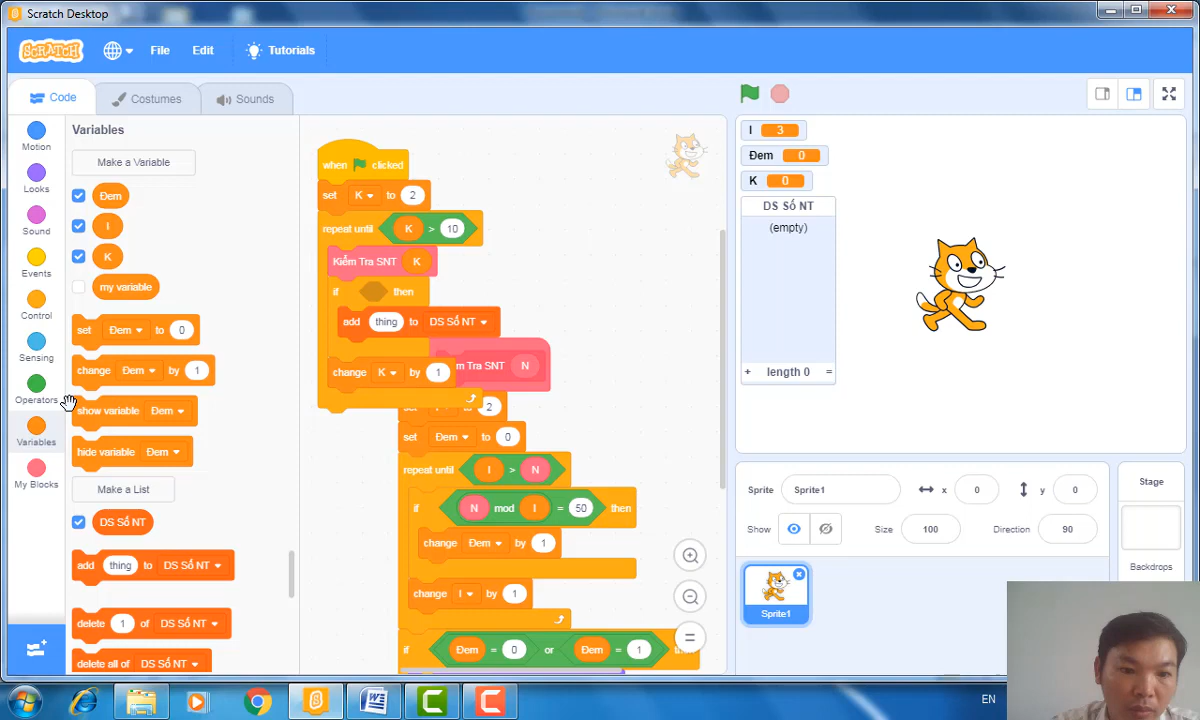 Scratch Desktop
SCRATCH File Edit Tutorials
Code Costumes Sounds
Motion
Looks
Sound
Events
Control
Sensing
Operators
Variables
My Blocks
Variables
Make a Variable
Đem
I
K
my variable
set Đem to 0
change Đem by 1
show variable Đem
hide variable Đem
Make a List
DS Số NT
add thing to DS Số NT
delete 1 of DS Số NT
delete all of DS Số NT
when clicked
set K to 2
repeat until K > 10
Kiểm Tra SNT K
if then
add thing to DS Số NT
change K by 1
m Tra SNT N
2
set Đem to 0
repeat until I > N
if N mod I = 50 then
change Đem by 1
change I by 1
if Đem = 0 or Đem = 1
I 3
Đem 0
K 0
DS Số NT
(empty)
+ length 0 =
Sprite Sprite1 x 0 y 0
Show Size 100 Direction 90
Sprite1
Stage
Backdrops
EN